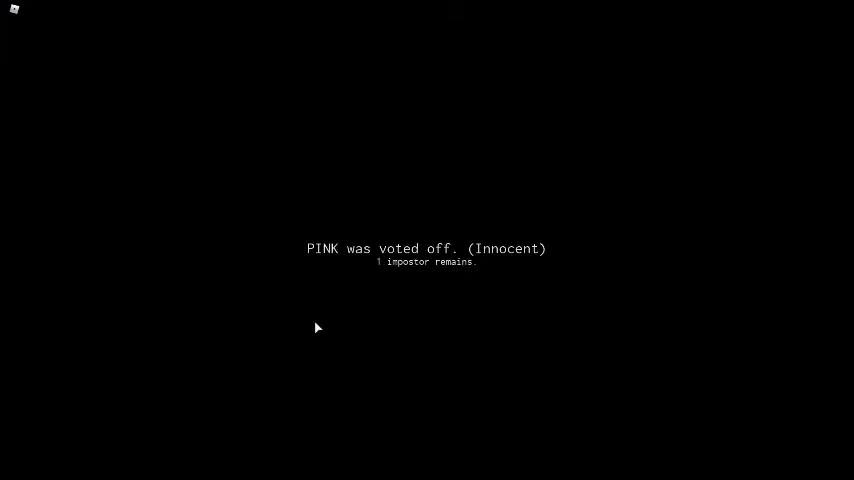 PINK was voted off. (Innocent)
1 impostor remains.